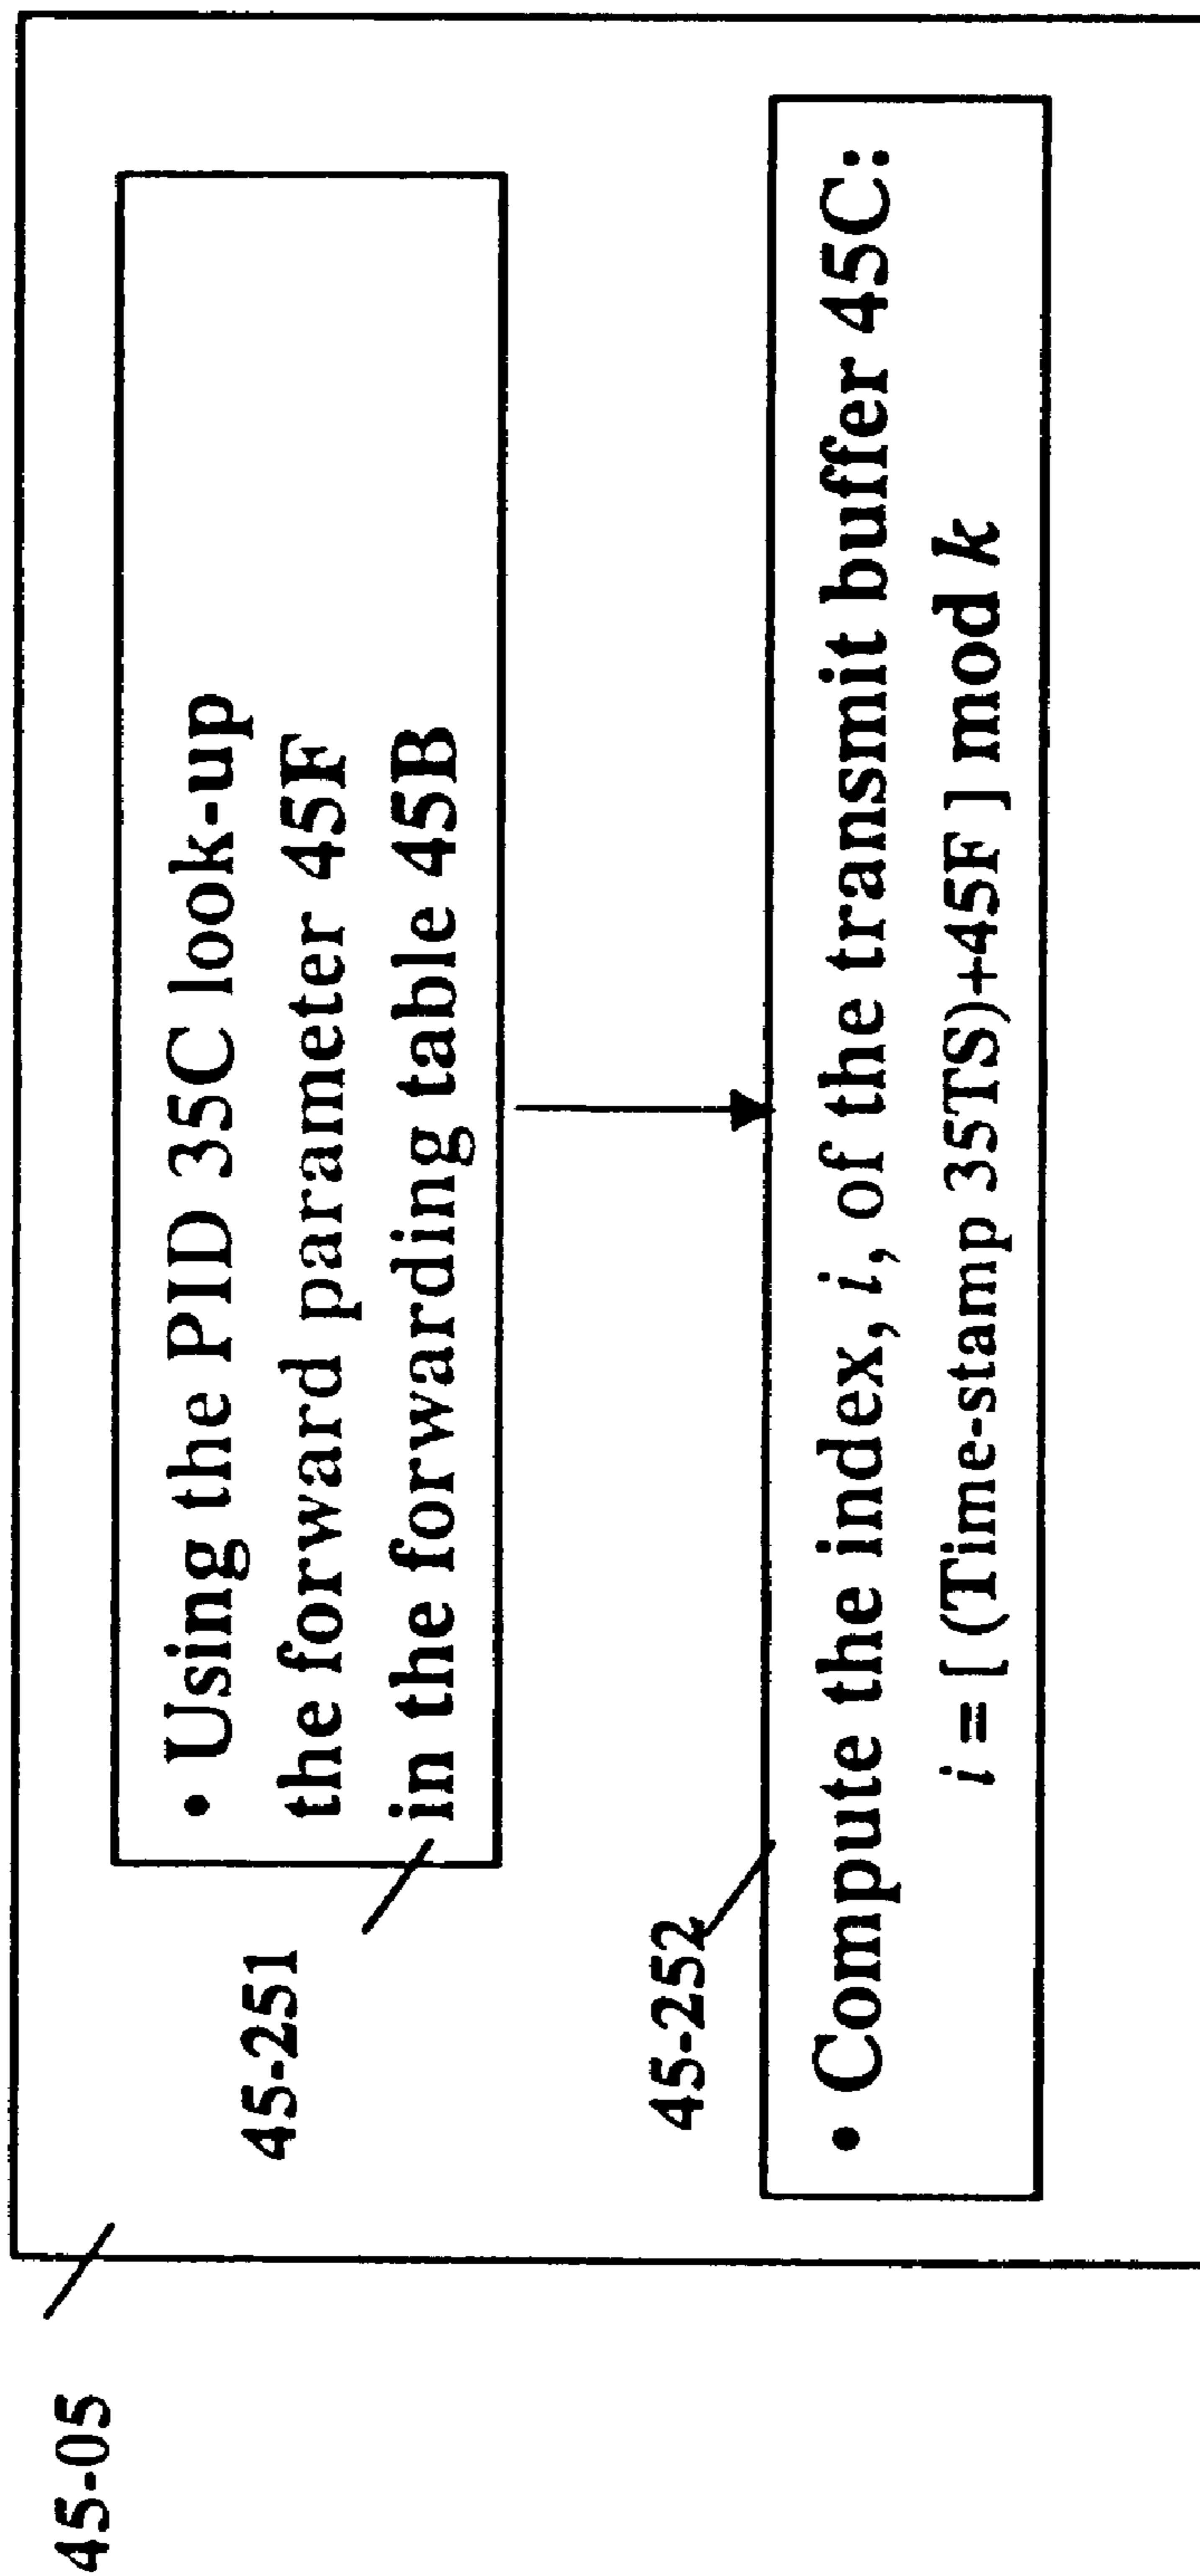 45-05
45-251
• Using the PID 35C look-up
the forward parameter 45F
in the forwarding table 45B
45-252
• Compute the index, i, of the transmit buffer 45C:
i = [ (Time-stamp 35TS)+45F ] mod k